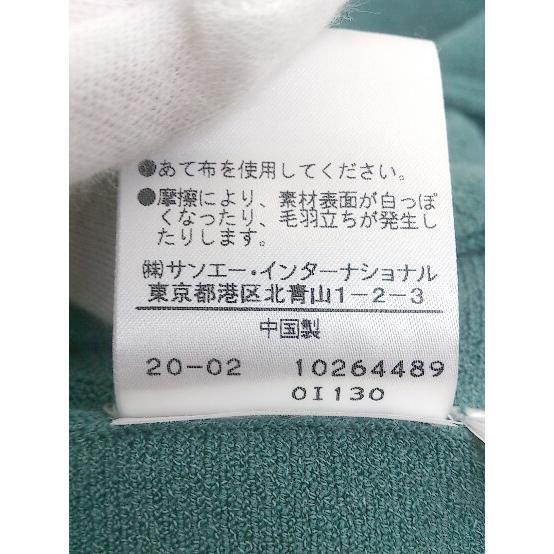 ●あて布を使用してください。
●摩擦により、素材表面が白っぽ
くなったり、毛羽立ちが発生し
たりします。
㈱サンエー・インターナショナル
東京都港区北青山1-2-3
中国製
20-02 10264489
OI130